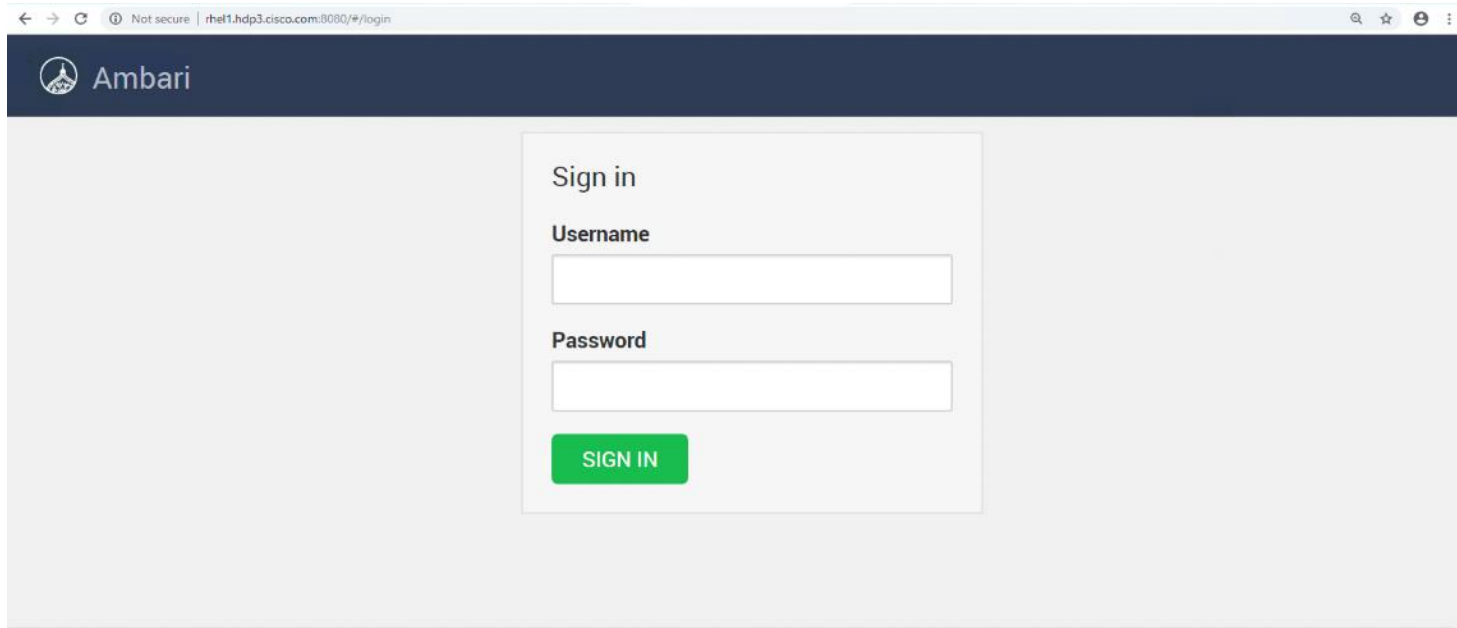 Not secure | rhel1.hdp3.cisco.com:8080/#/login
Ambari
Sign in
Username
Password
SIGN IN